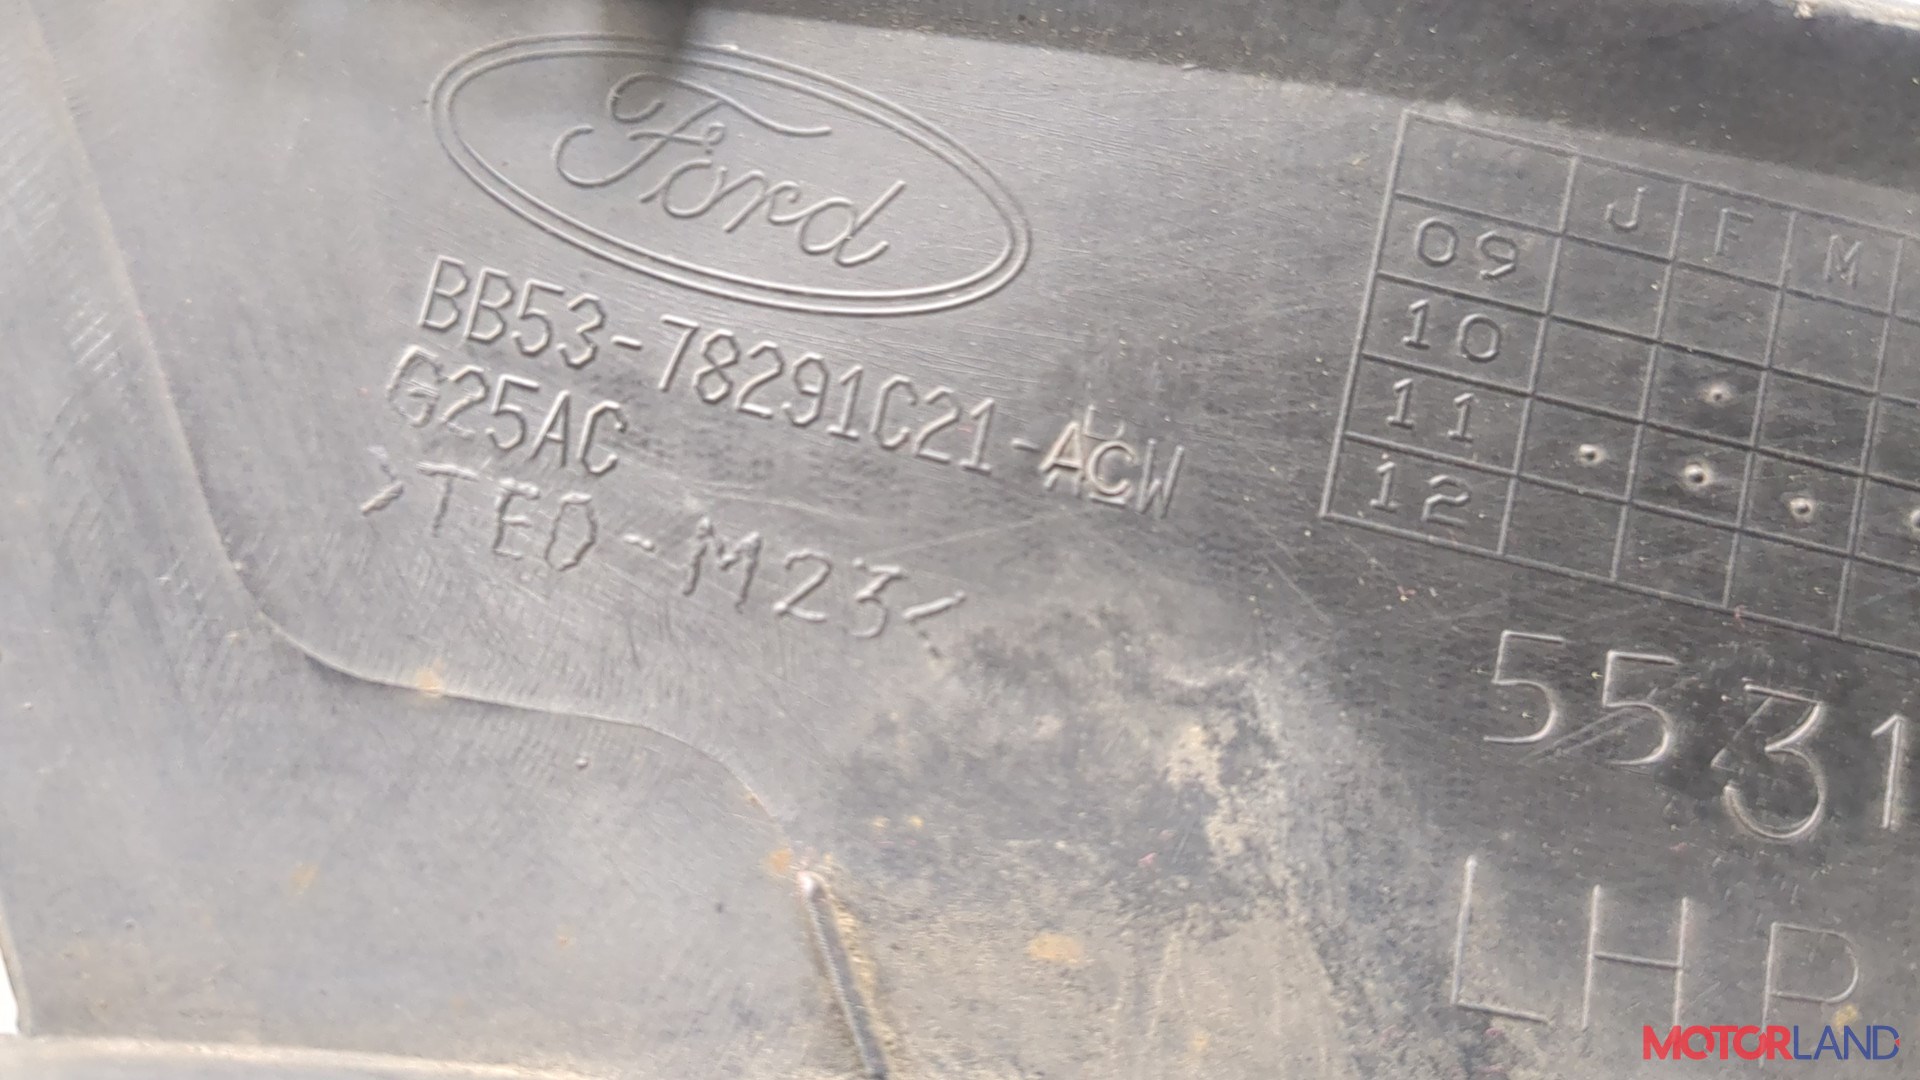 Ford
BB53-78291C21-ACW
G25AC
>TEO-M23<
J F M
09
10
11
12
5531
LHP
MOTORLAND